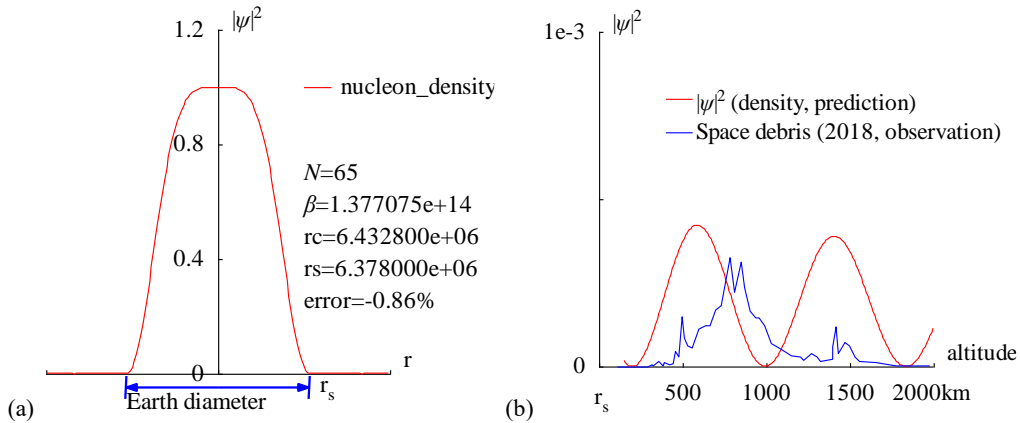 |ψ|²
1.2
nucleon_density
0.8
N=65
β=1.377075e+14
rc=6.432800e+06
0.4
rs=6.378000e+06
error=-0.86%
r
0
r_s
Earth diameter
(a)
|ψ|²
1e-3
|ψ|² (density, prediction)
Space debris (2018, observation)
0
altitude
r_s
500
1000
1500
2000km
(b)